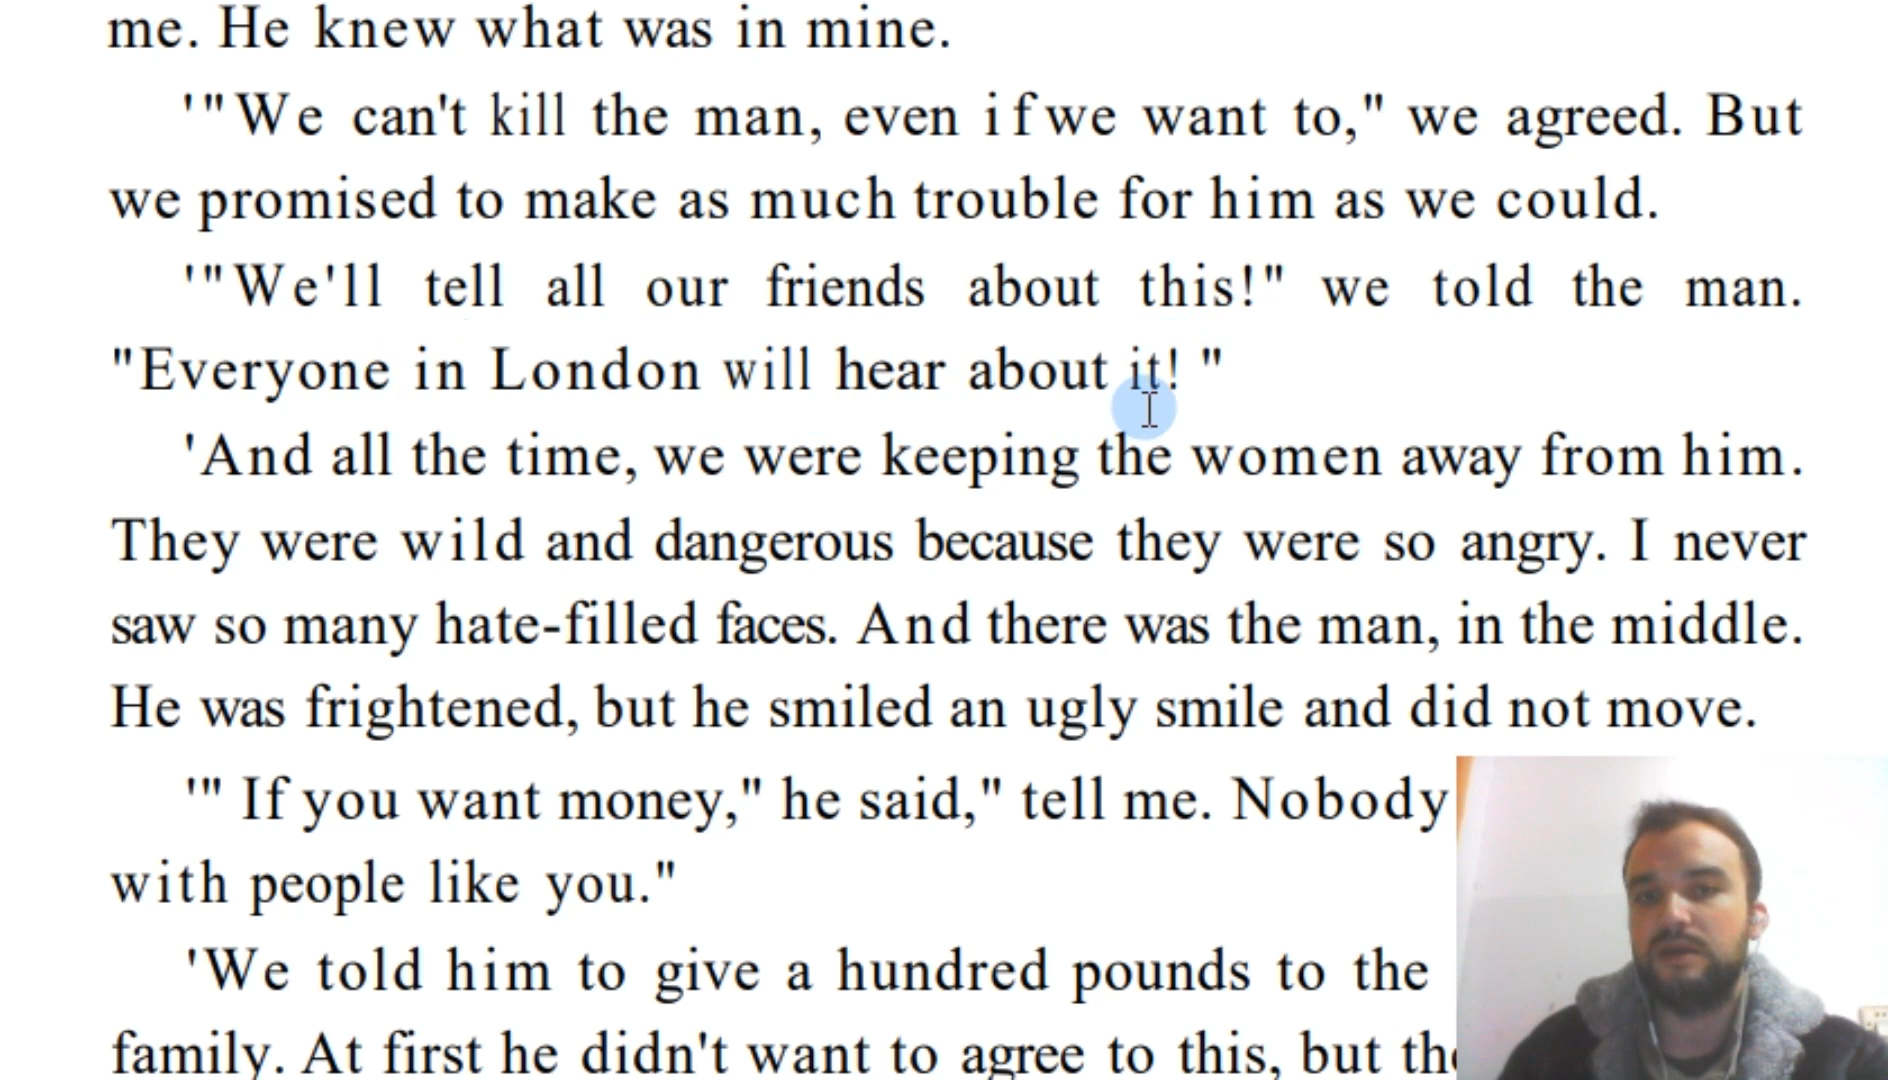 me. He knew what was in mine.
'"We can't kill the man, even if we want to," we agreed. But
we promised to make as much trouble for him as we could.
'"We'll tell all our friends about this!" we told the man.
"Everyone in London will hear about it! "
'And all the time, we were keeping the women away from him.
They were wild and dangerous because they were so angry. I never
saw so many hate-filled faces. And there was the man, in the middle.
He was frightened, but he smiled an ugly smile and did not move.
'" If you want money," he said," tell me. Nobody
with people like you."
'We told him to give a hundred pounds to the
family. At first he didn't want to agree to this, but